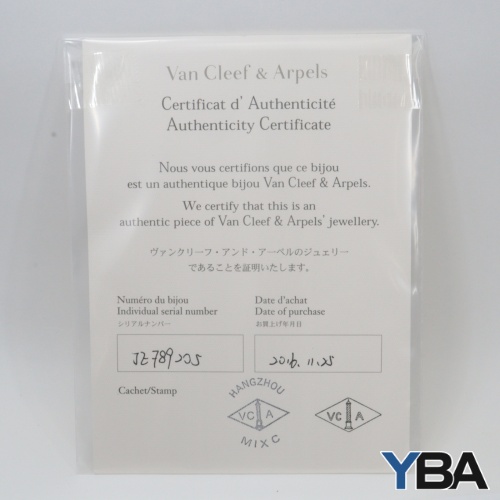 Van Cleef & Arpels
Certificat d' Authenticité
Authenticity Certificate
Nous vous certifions que ce bijou
est un authentique bijou Van Cleef & Arpels.
We certify that this is an
authentic piece of Van Cleef & Arpels' jewellery.
ヴァンクリーフ・アンド・アーペルのジュエリー
であることを証明いたします。
Numéro du bijou
Individual serial number
シリアルナンバー
Date d'achat
Date of purchase
お買上げ年月日
JE789205
2016.11.25
Cachet/Stamp
HANGZHOU
VC A
MIXC
VC A
YBA